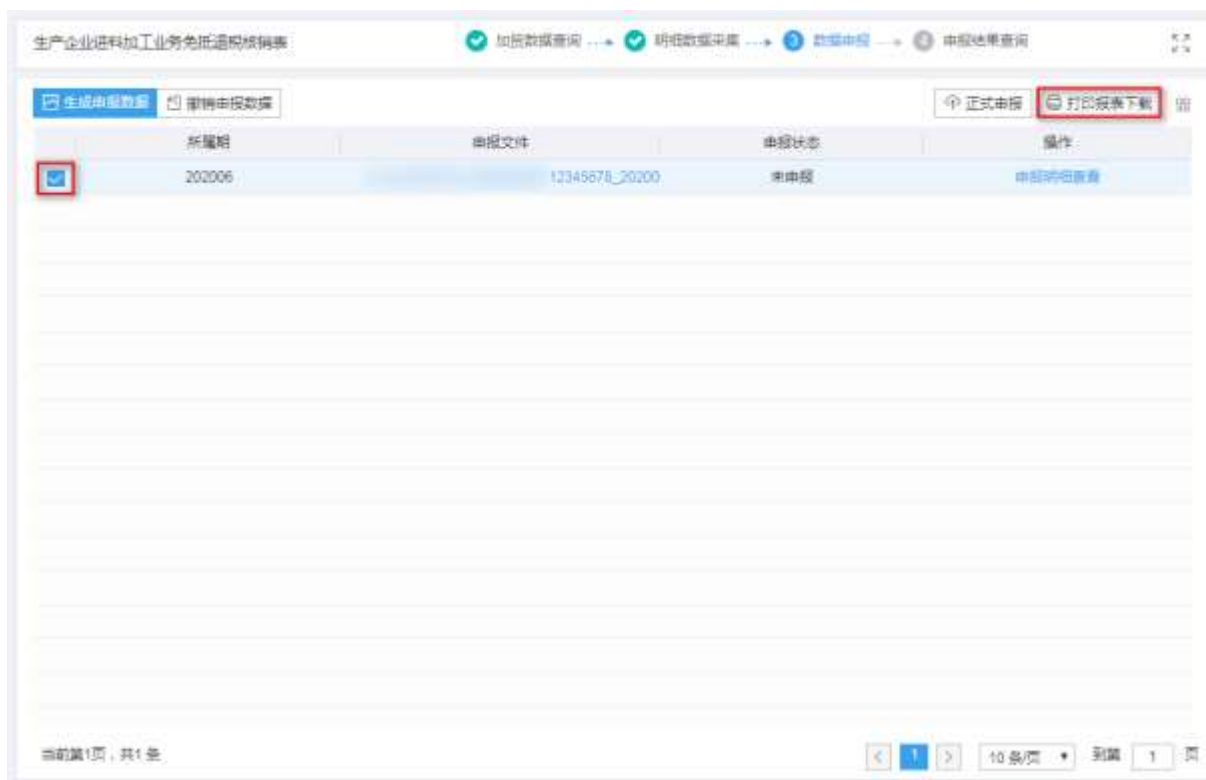 生产企业进料加工业务免抵退税核销表 加贸数据查询 明细数据采集 3 数据申报 4 申报结果查询
生成申报数据 撤销申报数据 正式申报 打印报表下载
所属期 申报文件 申报状态 操作
202006 12345678_20200 未申报 申报明细查看
当前第1页，共1条 < 1 > 10 条/页 到第 1 页